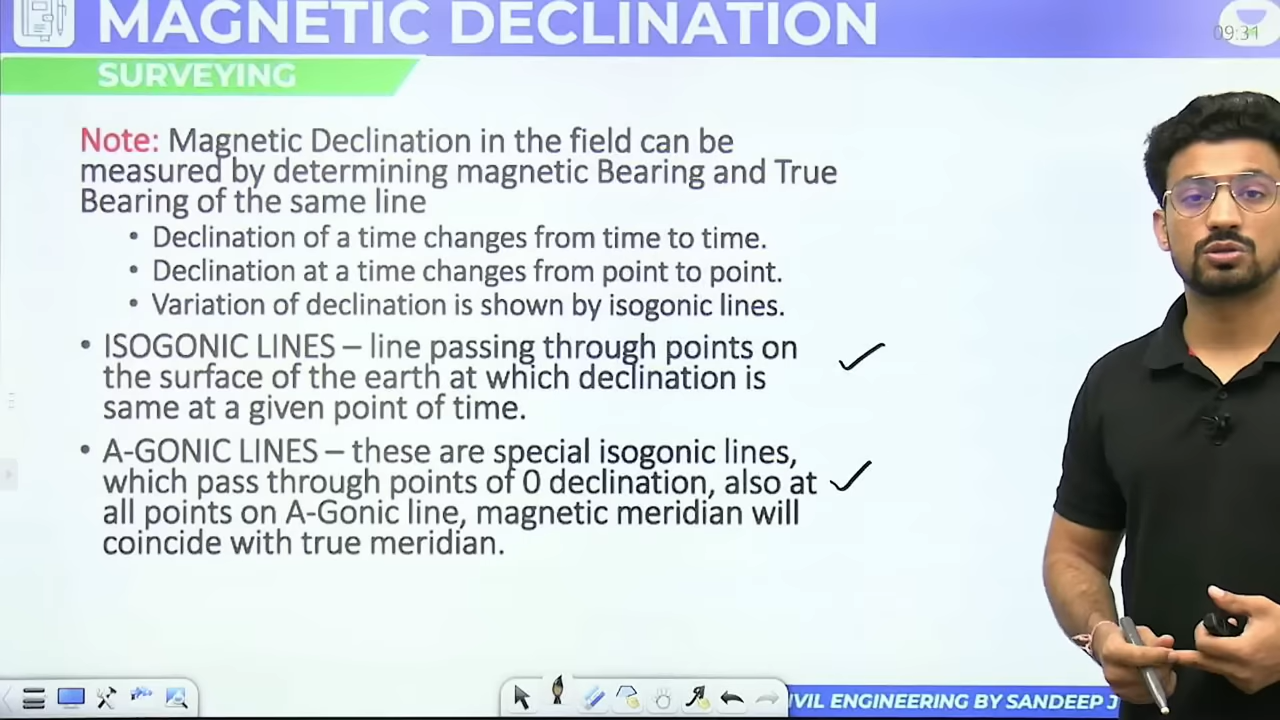 MAGNETIC DECLINATION
09:31
SURVEYING
Note: Magnetic Declination in the field can be
measured by determining magnetic Bearing and True
Bearing of the same line
• Declination of a time changes from time to time.
• Declination at a time changes from point to point.
• Variation of declination is shown by isogonic lines.
• ISOGONIC LINES – line passing through points on
the surface of the earth at which declination is
same at a given point of time.
• A-GONIC LINES – these are special isogonic lines,
which pass through points of 0 declination, also at
all points on A-Gonic line, magnetic meridian will
coincide with true meridian.
IVIL ENGINEERING BY SANDEEP J